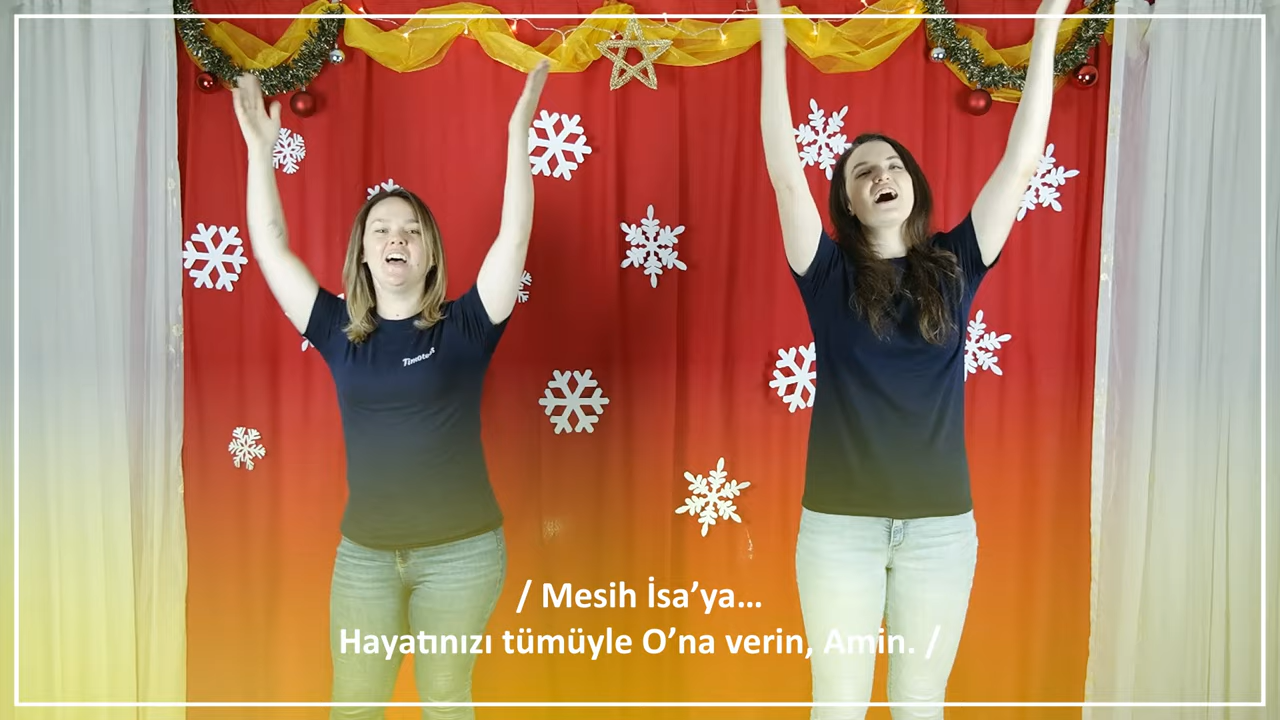 / Mesih İsa’ya…
Hayatınızı tümüyle O’na verin, Amin. /